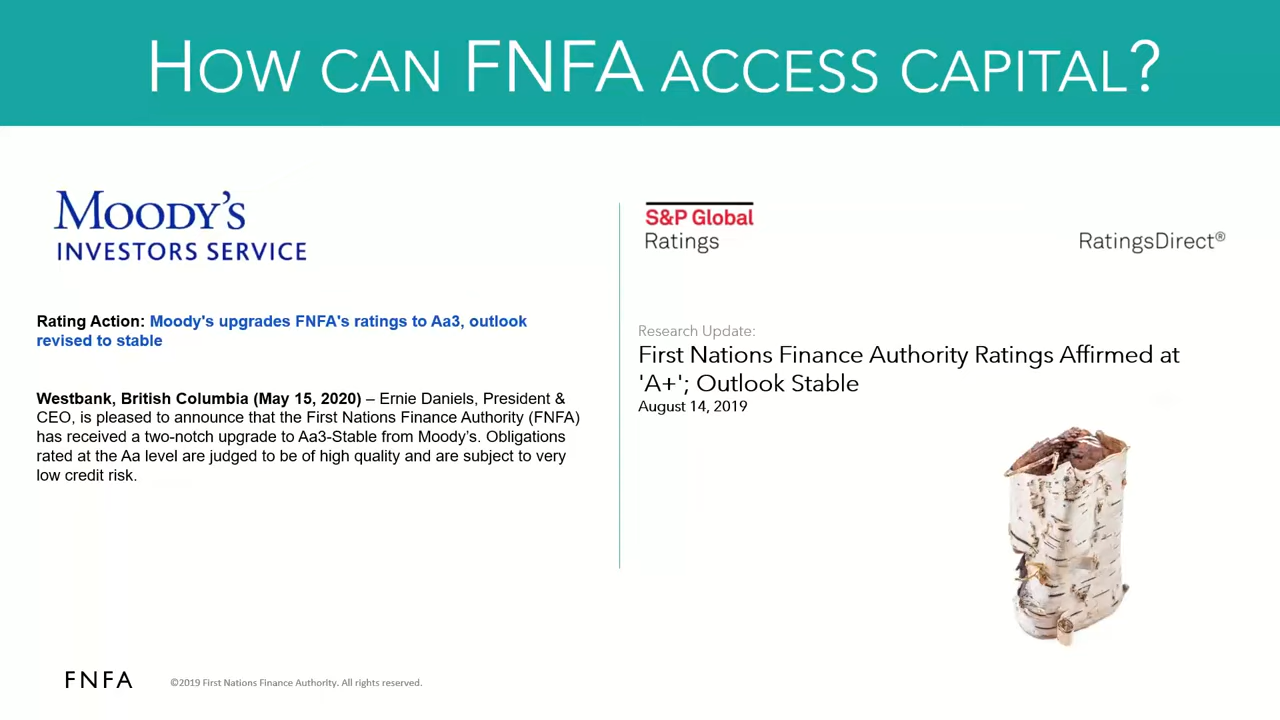 HOW CAN FNFA ACCESS CAPITAL?
MOODY'S
INVESTORS SERVICE
Rating Action: Moody's upgrades FNFA's ratings to Aa3, outlook
revised to stable
Westbank, British Columbia (May 15, 2020) – Ernie Daniels, President &
CEO, is pleased to announce that the First Nations Finance Authority (FNFA)
has received a two-notch upgrade to Aa3-Stable from Moody’s. Obligations
rated at the Aa level are judged to be of high quality and are subject to very
low credit risk.
S&P Global
Ratings
RatingsDirect®
Research Update:
First Nations Finance Authority Ratings Affirmed at
'A+'; Outlook Stable
August 14, 2019
FNFA
©2019 First Nations Finance Authority. All rights reserved.